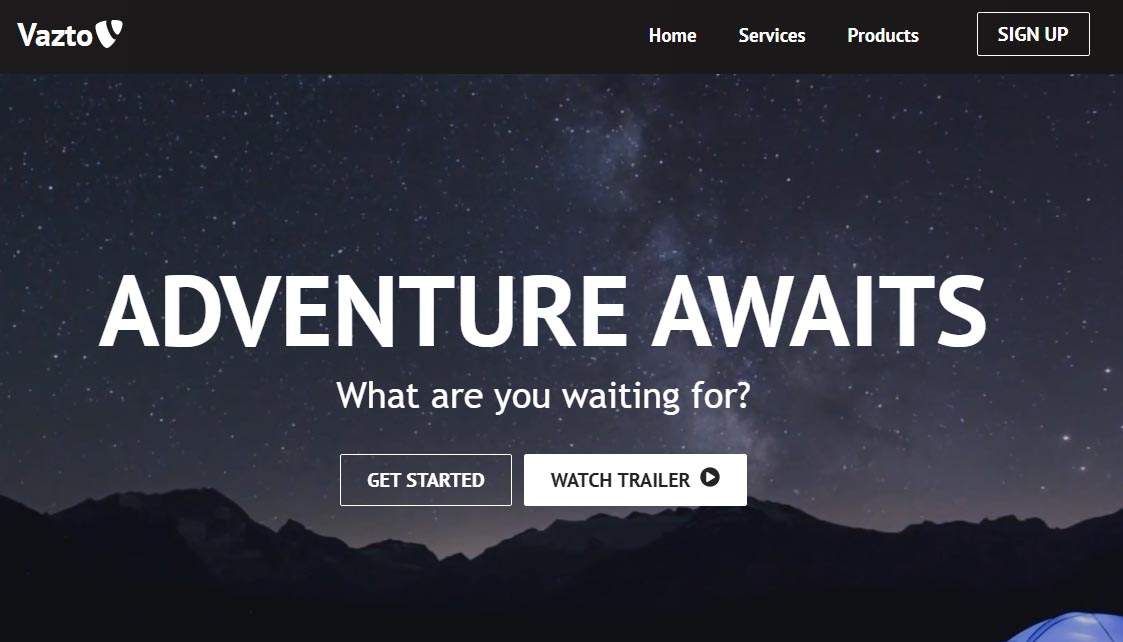 Vazto
Home Services Products SIGN UP
ADVENTURE AWAITS
What are you waiting for?
GET STARTED WATCH TRAILER